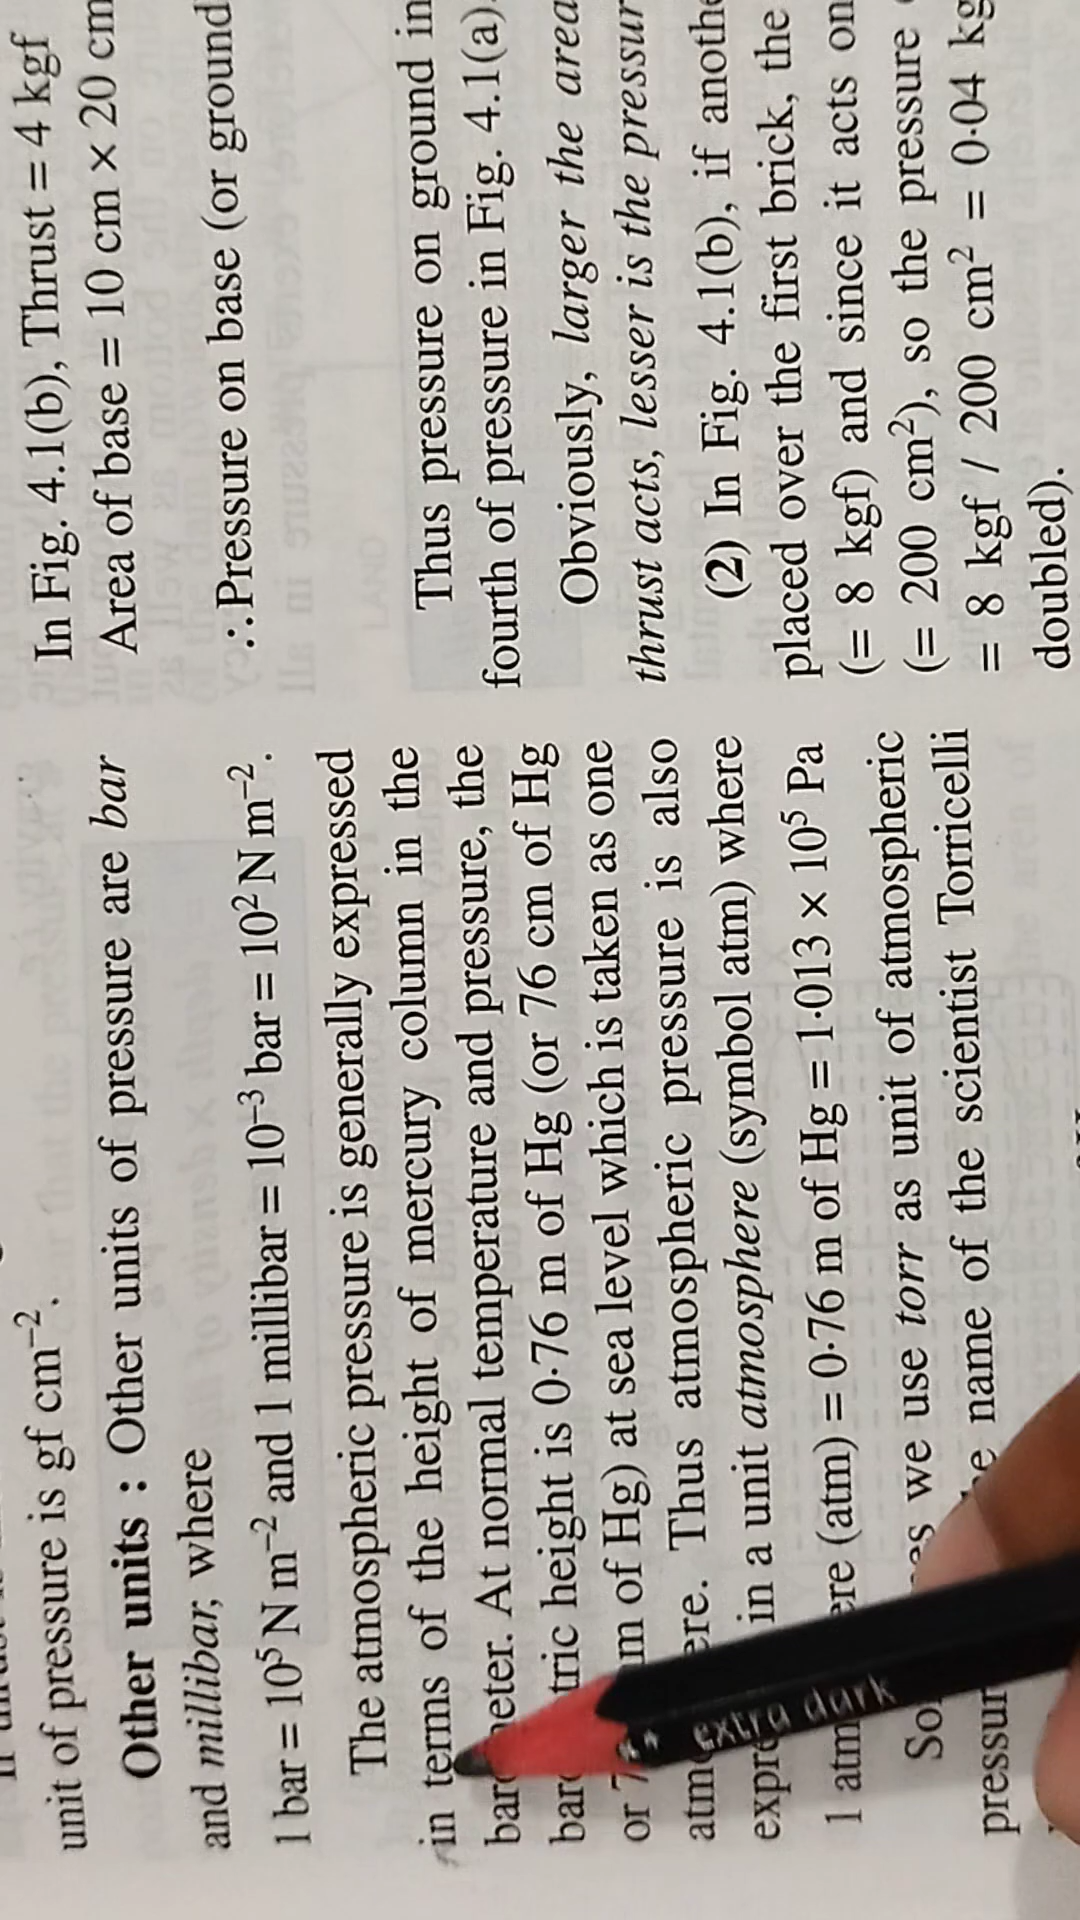 unit of pressure is gf cm⁻².
Other units : Other units of pressure are bar
and millibar, where
1 bar = 10⁵ N m⁻² and 1 millibar = 10⁻³ bar = 10² N m⁻².
The atmospheric pressure is generally expressed
in terms of the height of mercury column in the
At normal temperature and pressure, the
height is 0·76 m of Hg (or 76 cm of Hg
or of Hg) at sea level which is taken as one
Thus atmospheric pressure is also
in a unit atmosphere (symbol atm) where
1 (atm) = 0·76 m of Hg = 1·013 × 10⁵ Pa
we use torr as unit of atmospheric
name of the scientist Torricelli
In Fig. 4.1(b), Thrust = 4 kgf
Area of base = 10 cm × 20 cm
∴ Pressure on base (or ground
Thus pressure on ground in
fourth of pressure in Fig. 4.1(a).
Obviously, larger the area
thrust acts, lesser is the
(2) In Fig. 4.1(b), if
placed over the first brick, the
(= 8 kgf) and since it acts on
(= 200 cm²), so the pressure
= 8 kgf / 200 cm² = 0·04
doubled).
extra dark